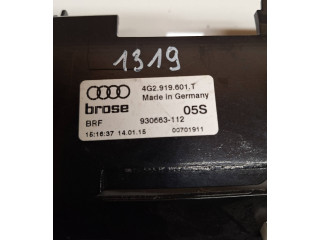 1319
4G2.919.601.T
Made in Germany
brose
05S
BRF
930663-112
15:16:37 14.01.15
00701911